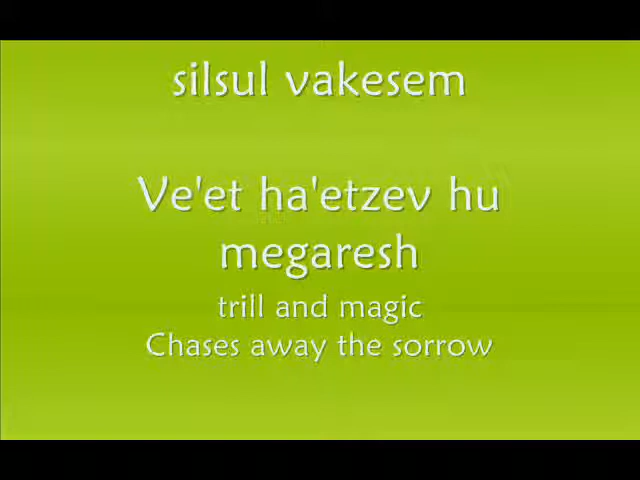 silsul vakesem
Ve'et ha'etzev hu
megaresh
trill and magic
Chases away the sorrow